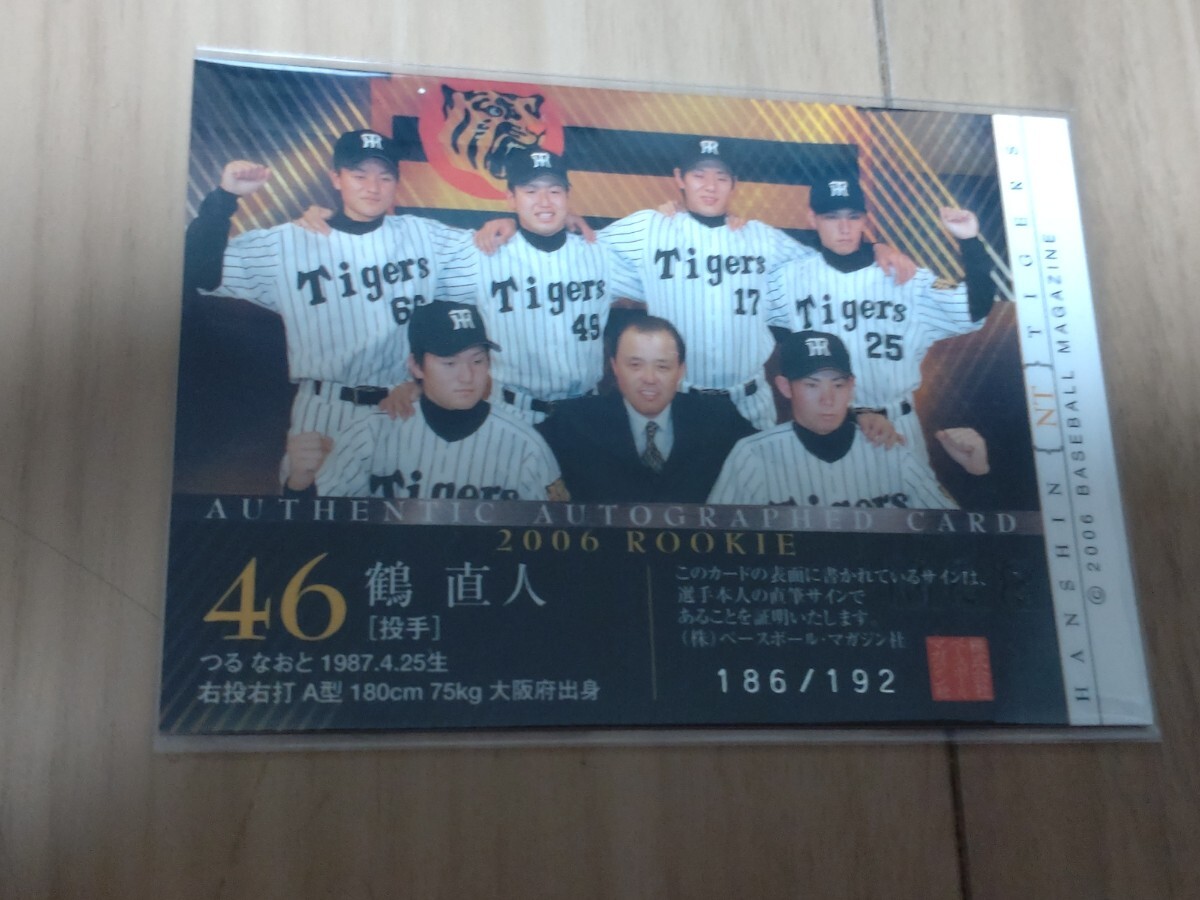 Tigers
Tigers
49
Tigers
17
Tigers
25
Tigers
Tigers
AUTHENTIC AUTOGRAPHED CARD
2006 ROOKIE
46
鶴 直人
[投手]
つる なおと 1987.4.25生
右投右打 A型 180cm 75kg 大阪府出身
このカードの表面に書かれているサインは、
選手本人の直筆サインで
あることを証明いたします。
(株)ベースボール・マガジン社
186/192
HANSHIN {NT} TIGERS
© 2006 BASEBALL MAGAZINE